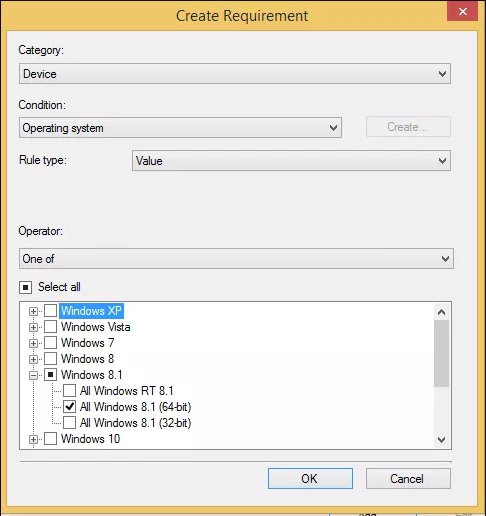 Create Requirement
Category:
Device
Condition:
Operating system
Create...
Rule type:
Value
Operator:
One of
Select all
Windows XP
Windows Vista
Windows 7
Windows 8
Windows 8.1
All Windows RT 8.1
All Windows 8.1 (64-bit)
All Windows 8.1 (32-bit)
Windows 10
OK
Cancel